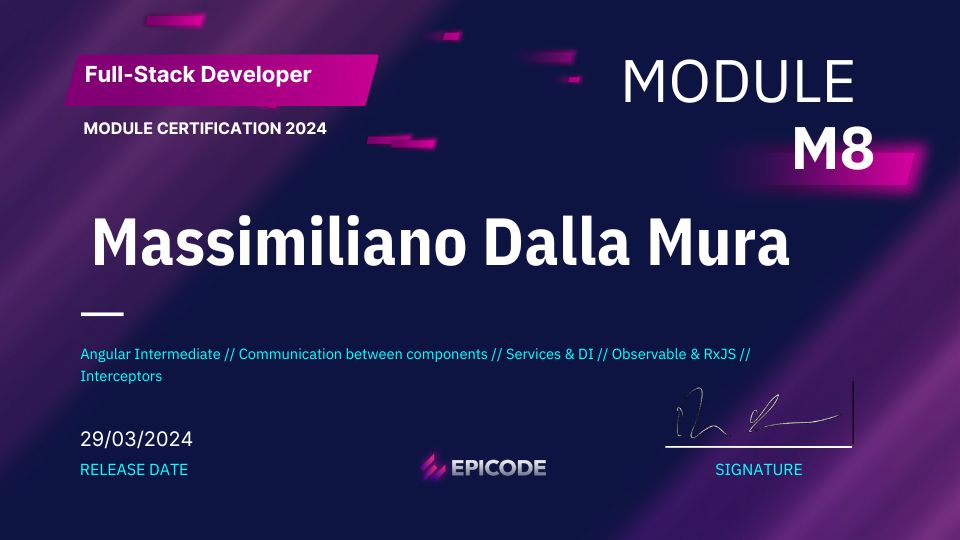 Full-Stack Developer
MODULE CERTIFICATION 2024
MODULE
M8
Massimiliano Dalla Mura
Angular Intermediate // Communication between components // Services & DI // Observable & RxJS //
Interceptors
29/03/2024
RELEASE DATE
EPICODE
SIGNATURE